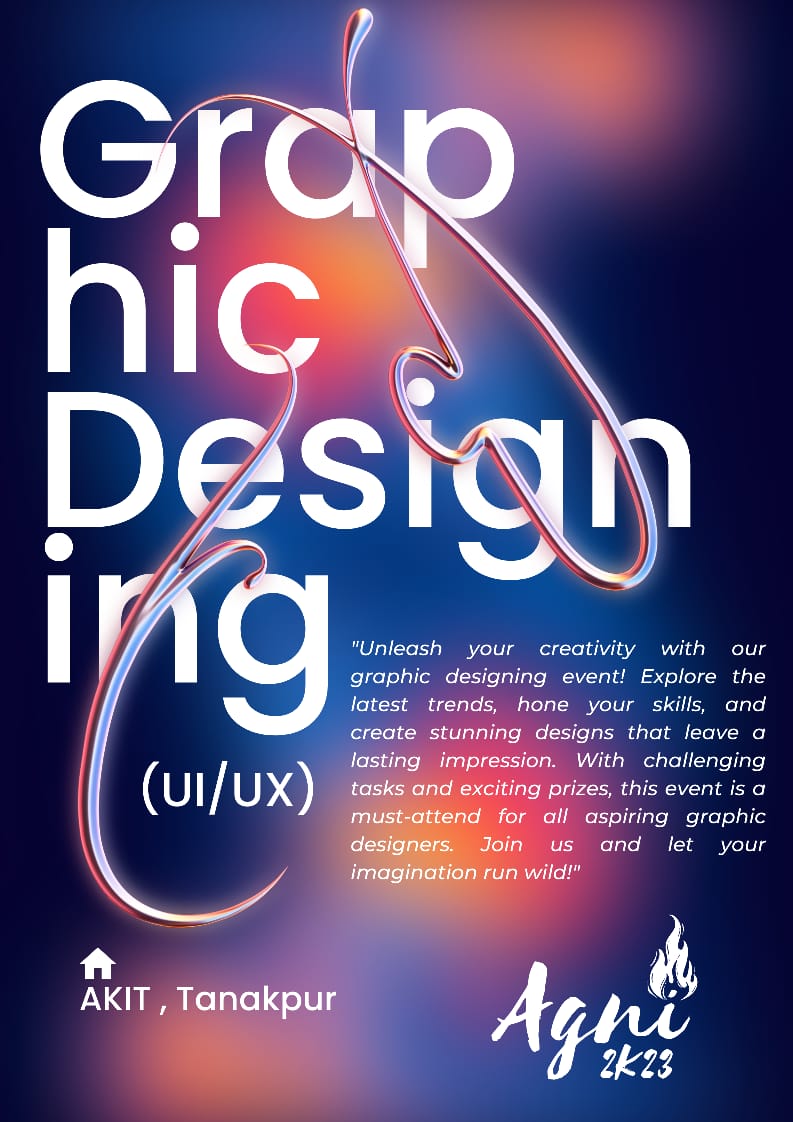 Grap
hic
Design
ing
(UI/UX)
"Unleash your creativity with our
graphic designing event! Explore the
latest trends, hone your skills, and
create stunning designs that leave a
lasting impression. With challenging
tasks and exciting prizes, this event is a
must-attend for all aspiring graphic
designers. Join us and let your
imagination run wild!"
AKIT , Tanakpur
Agni
2K23